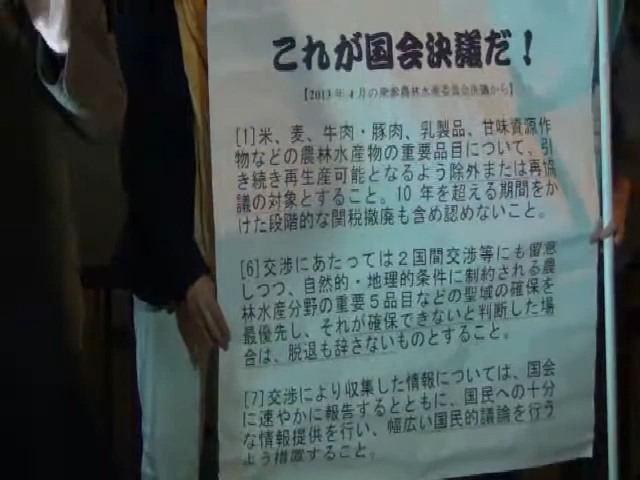 これが国会決議だ！
【2013年4月の衆参農林水産委員会決議から】
[1]米、麦、牛肉・豚肉、乳製品、甘味資源作
物などの農林水産物の重要品目について、引
き続き再生産可能となるよう除外または再協
議の対象とすること。10年を超える期間をか
けた段階的な関税撤廃も含め認めないこと。
[6]交渉にあたっては２国間交渉等にも留意
しつつ、自然的・地理的条件に制約される農
林水産分野の重要５品目などの聖域の確保を
最優先し、それが確保できないと判断した場
合は、脱退も辞さないものとすること。
[7]交渉により収集した情報については、国会
に速やかに報告するとともに、国民への十分
な情報提供を行い、幅広い国民的議論を行う
よう措置すること。